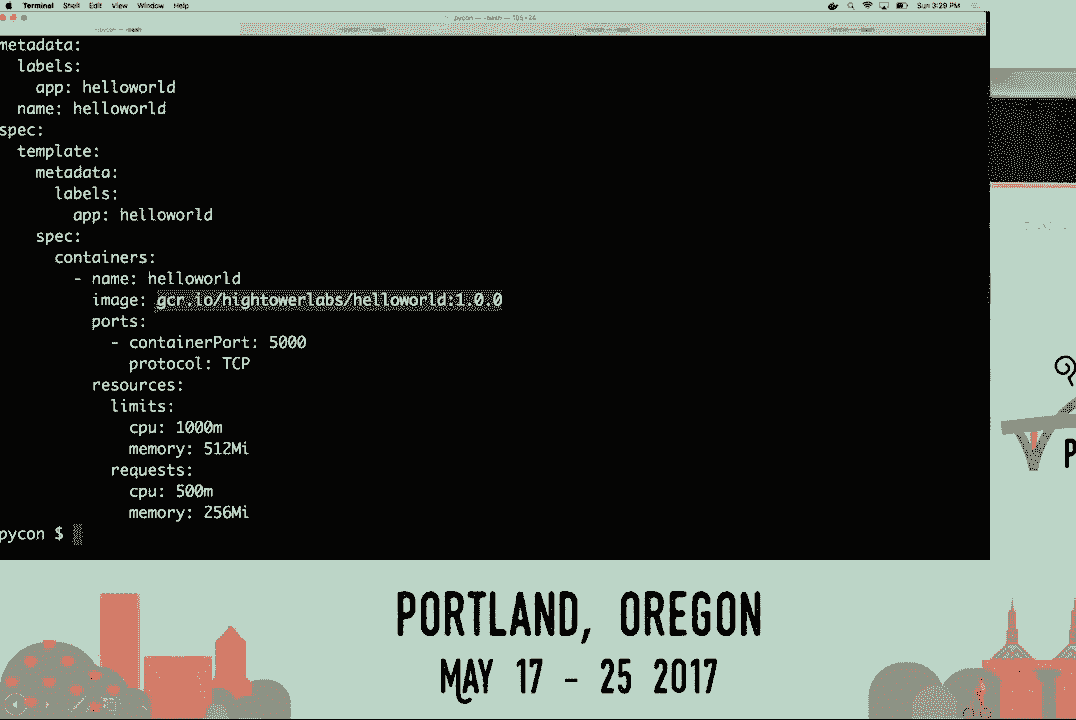 Terminal Shell Edit View Window Help Sun 3:29 PM
pycon — -bash — 105×26
metadata:
labels:
app: helloworld
name: helloworld
spec:
template:
metadata:
labels:
app: helloworld
spec:
containers:
- name: helloworld
image: gcr.io/hightowerlabs/helloworld:1.0.0
ports:
- containerPort: 5000
protocol: TCP
resources:
limits:
cpu: 1000m
memory: 512Mi
requests:
cpu: 500m
memory: 256Mi
pycon $
P
PORTLAND, OREGON
MAY 17 - 25 2017